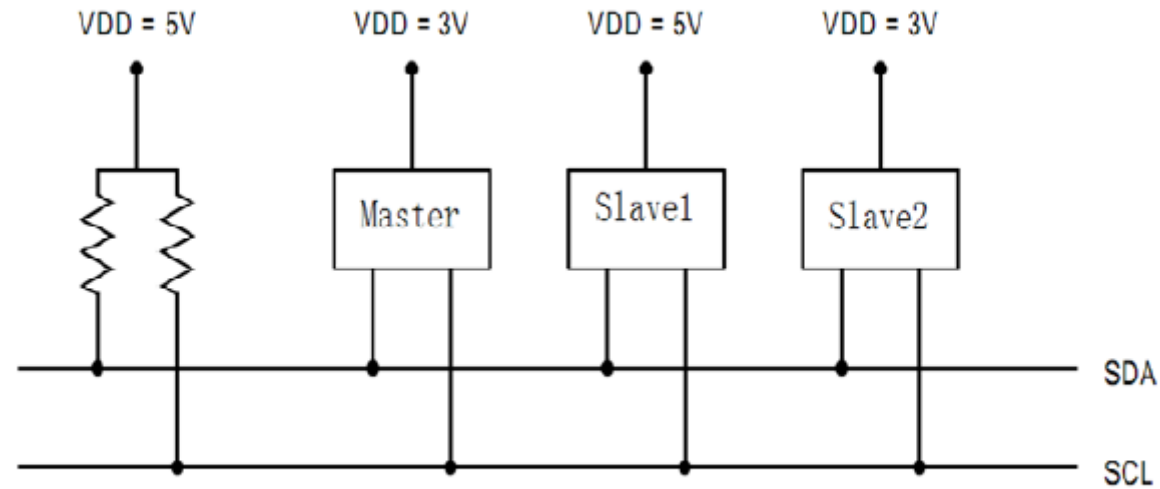 VDD = 5V VDD = 3V VDD = 5V VDD = 3V
Master Slave1 Slave2
SDA
SCL